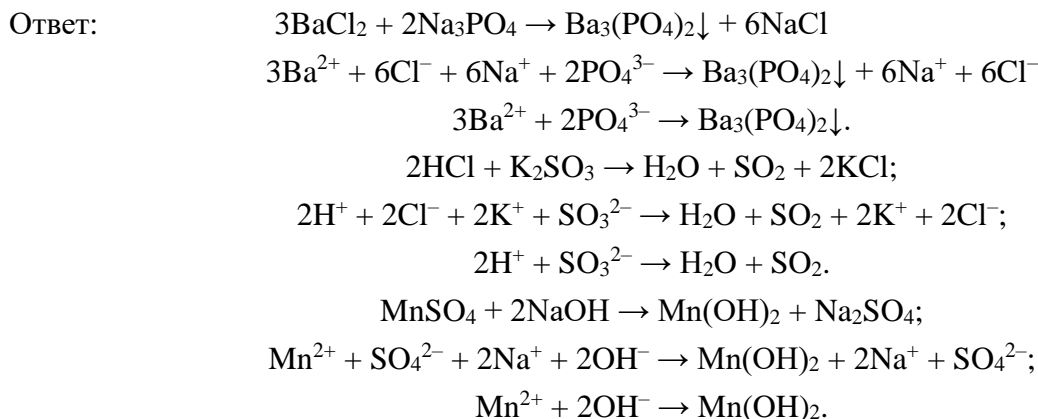 Ответ: 3BaCl₂ + 2Na₃PO₄ → Ba₃(PO₄)₂↓ + 6NaCl
3Ba²⁺ + 6Cl⁻ + 6Na⁺ + 2PO₄³⁻ → Ba₃(PO₄)₂↓ + 6Na⁺ + 6Cl⁻
3Ba²⁺ + 2PO₄³⁻ → Ba₃(PO₄)₂↓.
2HCl + K₂SO₃ → H₂O + SO₂ + 2KCl;
2H⁺ + 2Cl⁻ + 2K⁺ + SO₃²⁻ → H₂O + SO₂ + 2K⁺ + 2Cl⁻;
2H⁺ + SO₃²⁻ → H₂O + SO₂.
MnSO₄ + 2NaOH → Mn(OH)₂ + Na₂SO₄;
Mn²⁺ + SO₄²⁻ + 2Na⁺ + 2OH⁻ → Mn(OH)₂ + 2Na⁺ + SO₄²⁻;
Mn²⁺ + 2OH⁻ → Mn(OH)₂.